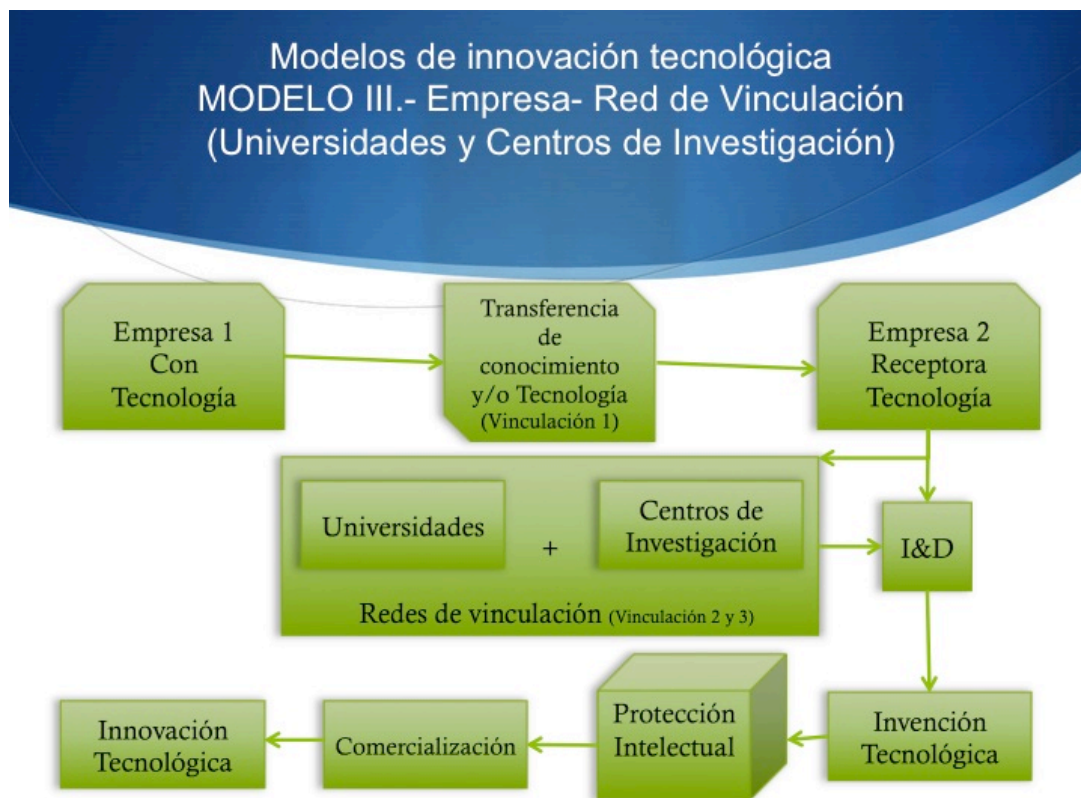 Modelos de innovación tecnológica
MODELO III.- Empresa- Red de Vinculación
(Universidades y Centros de Investigación)
Empresa 1
Con
Tecnología
Transferencia
de
conocimiento
y/o Tecnología
(Vinculación 1)
Empresa 2
Receptora
Tecnología
Universidades
+
Centros de
Investigación
Redes de vinculación (Vinculación 2 y 3)
I&D
Innovación
Tecnológica
Comercialización
Protección
Intelectual
Invención
Tecnológica